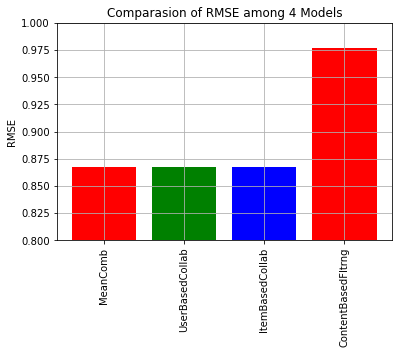 Comparasion of RMSE among 4 Models
1.000
0.975
0.950
0.925
0.900
0.875
0.850
0.825
0.800
RMSE
MeanComb
UserBasedCollab
ItemBasedCollab
ContentBasedFltrng